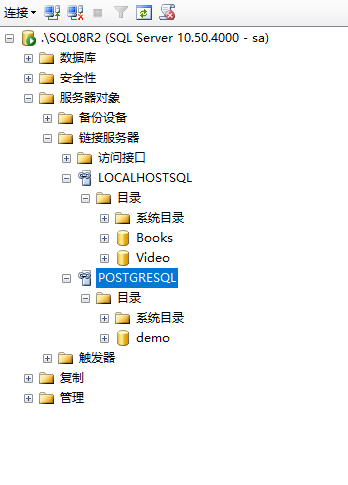 连接
.\SQL08R2 (SQL Server 10.50.4000 - sa)
数据库
安全性
服务器对象
备份设备
链接服务器
访问接口
LOCALHOSTSQL
目录
系统目录
Books
Video
POSTGRESQL
目录
系统目录
demo
触发器
复制
管理